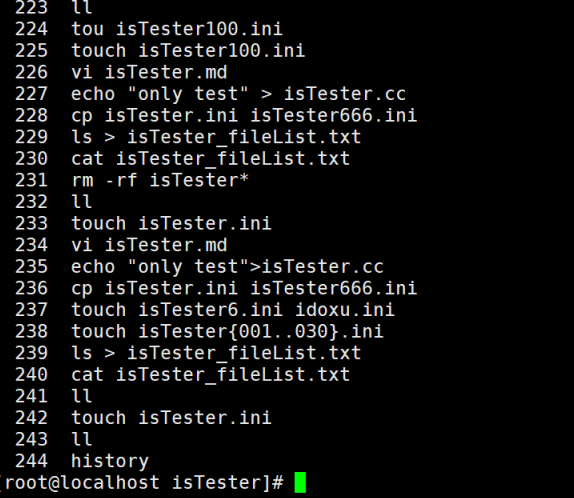 223 ll
224 tou isTester100.ini
225 touch isTester100.ini
226 vi isTester.md
227 echo "only test" > isTester.cc
228 cp isTester.ini isTester666.ini
229 ls > isTester_fileList.txt
230 cat isTester_fileList.txt
231 rm -rf isTester*
232 ll
233 touch isTester.ini
234 vi isTester.md
235 echo "only test">isTester.cc
236 cp isTester.ini isTester666.ini
237 touch isTester6.ini idoxu.ini
238 touch isTester{001..030}.ini
239 ls > isTester_fileList.txt
240 cat isTester_fileList.txt
241 ll
242 touch isTester.ini
243 ll
244 history
[root@localhost isTester]#